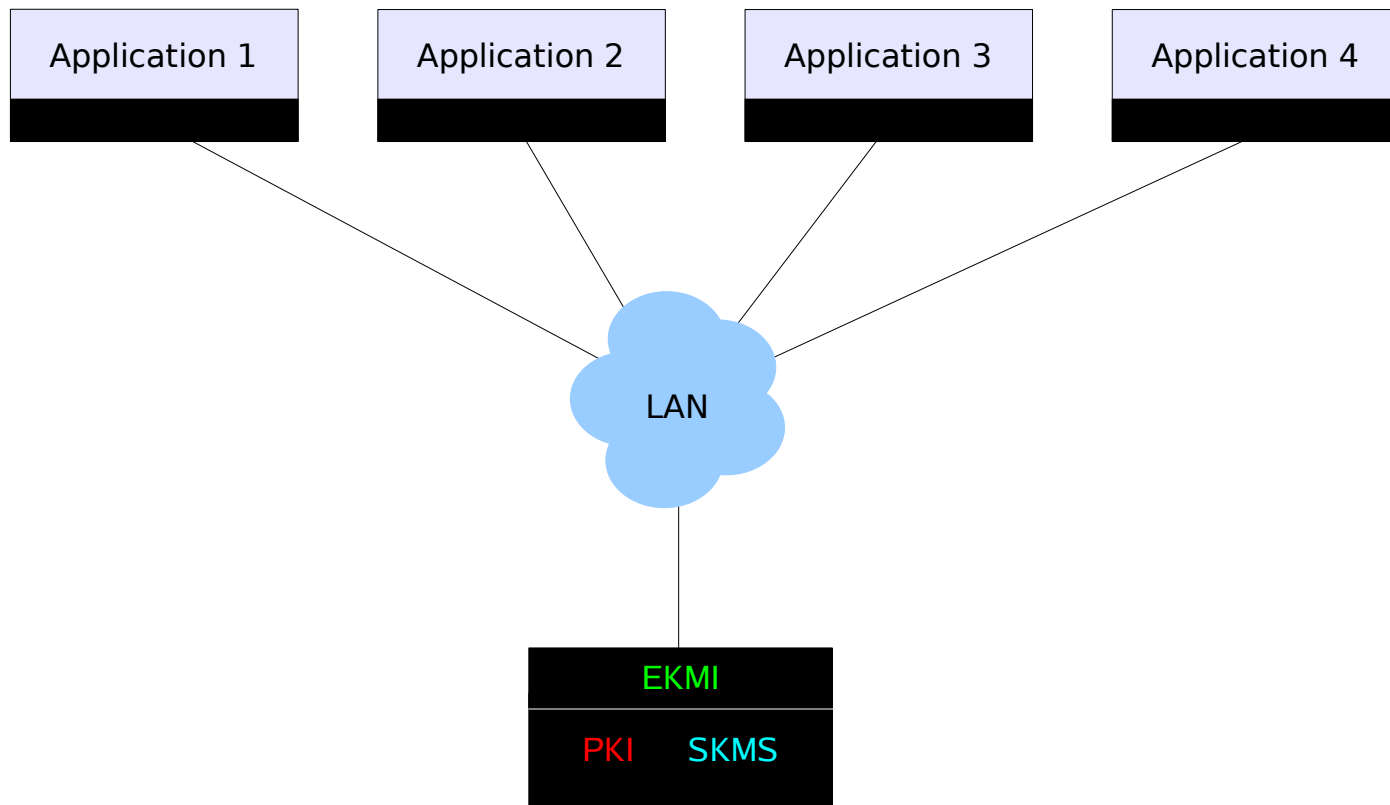 Application 1
Application 2
Application 3
Application 4
LAN
EKMI
PKI SKMS